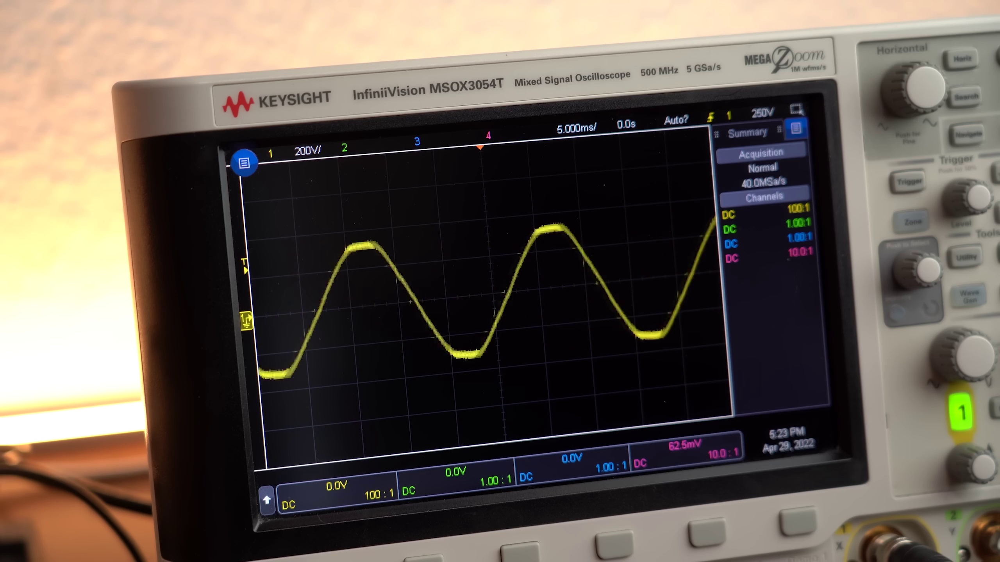 KEYSIGHT InfiniiVision MSOX3054T Mixed Signal Oscilloscope 500 MHz 5 GSa/s MEGA Zoom
1M wfms/s
1 200V/ 2 3 4 5.000ms/ 0.0s Auto? 1 250V
Summary
Acquisition
Normal
40.0MSa/s
Channels
DC 100:1
DC 1.00:1
DC 1.00:1
DC 10.0:1
T
1
0.0V
DC 100 : 1
0.0V
DC 1.00 : 1
0.0V
DC 1.00 : 1
62.5mV
DC 10.0 : 1
5:23 PM
Apr 29, 2022
Horizontal
Horiz
Search
Push for
Fine
Navigate
Trigger
Push for 50%
Trigger
Level
Zone
Tools
Push to Select
Utility
Wave
Gen
1
1
X
2
Y